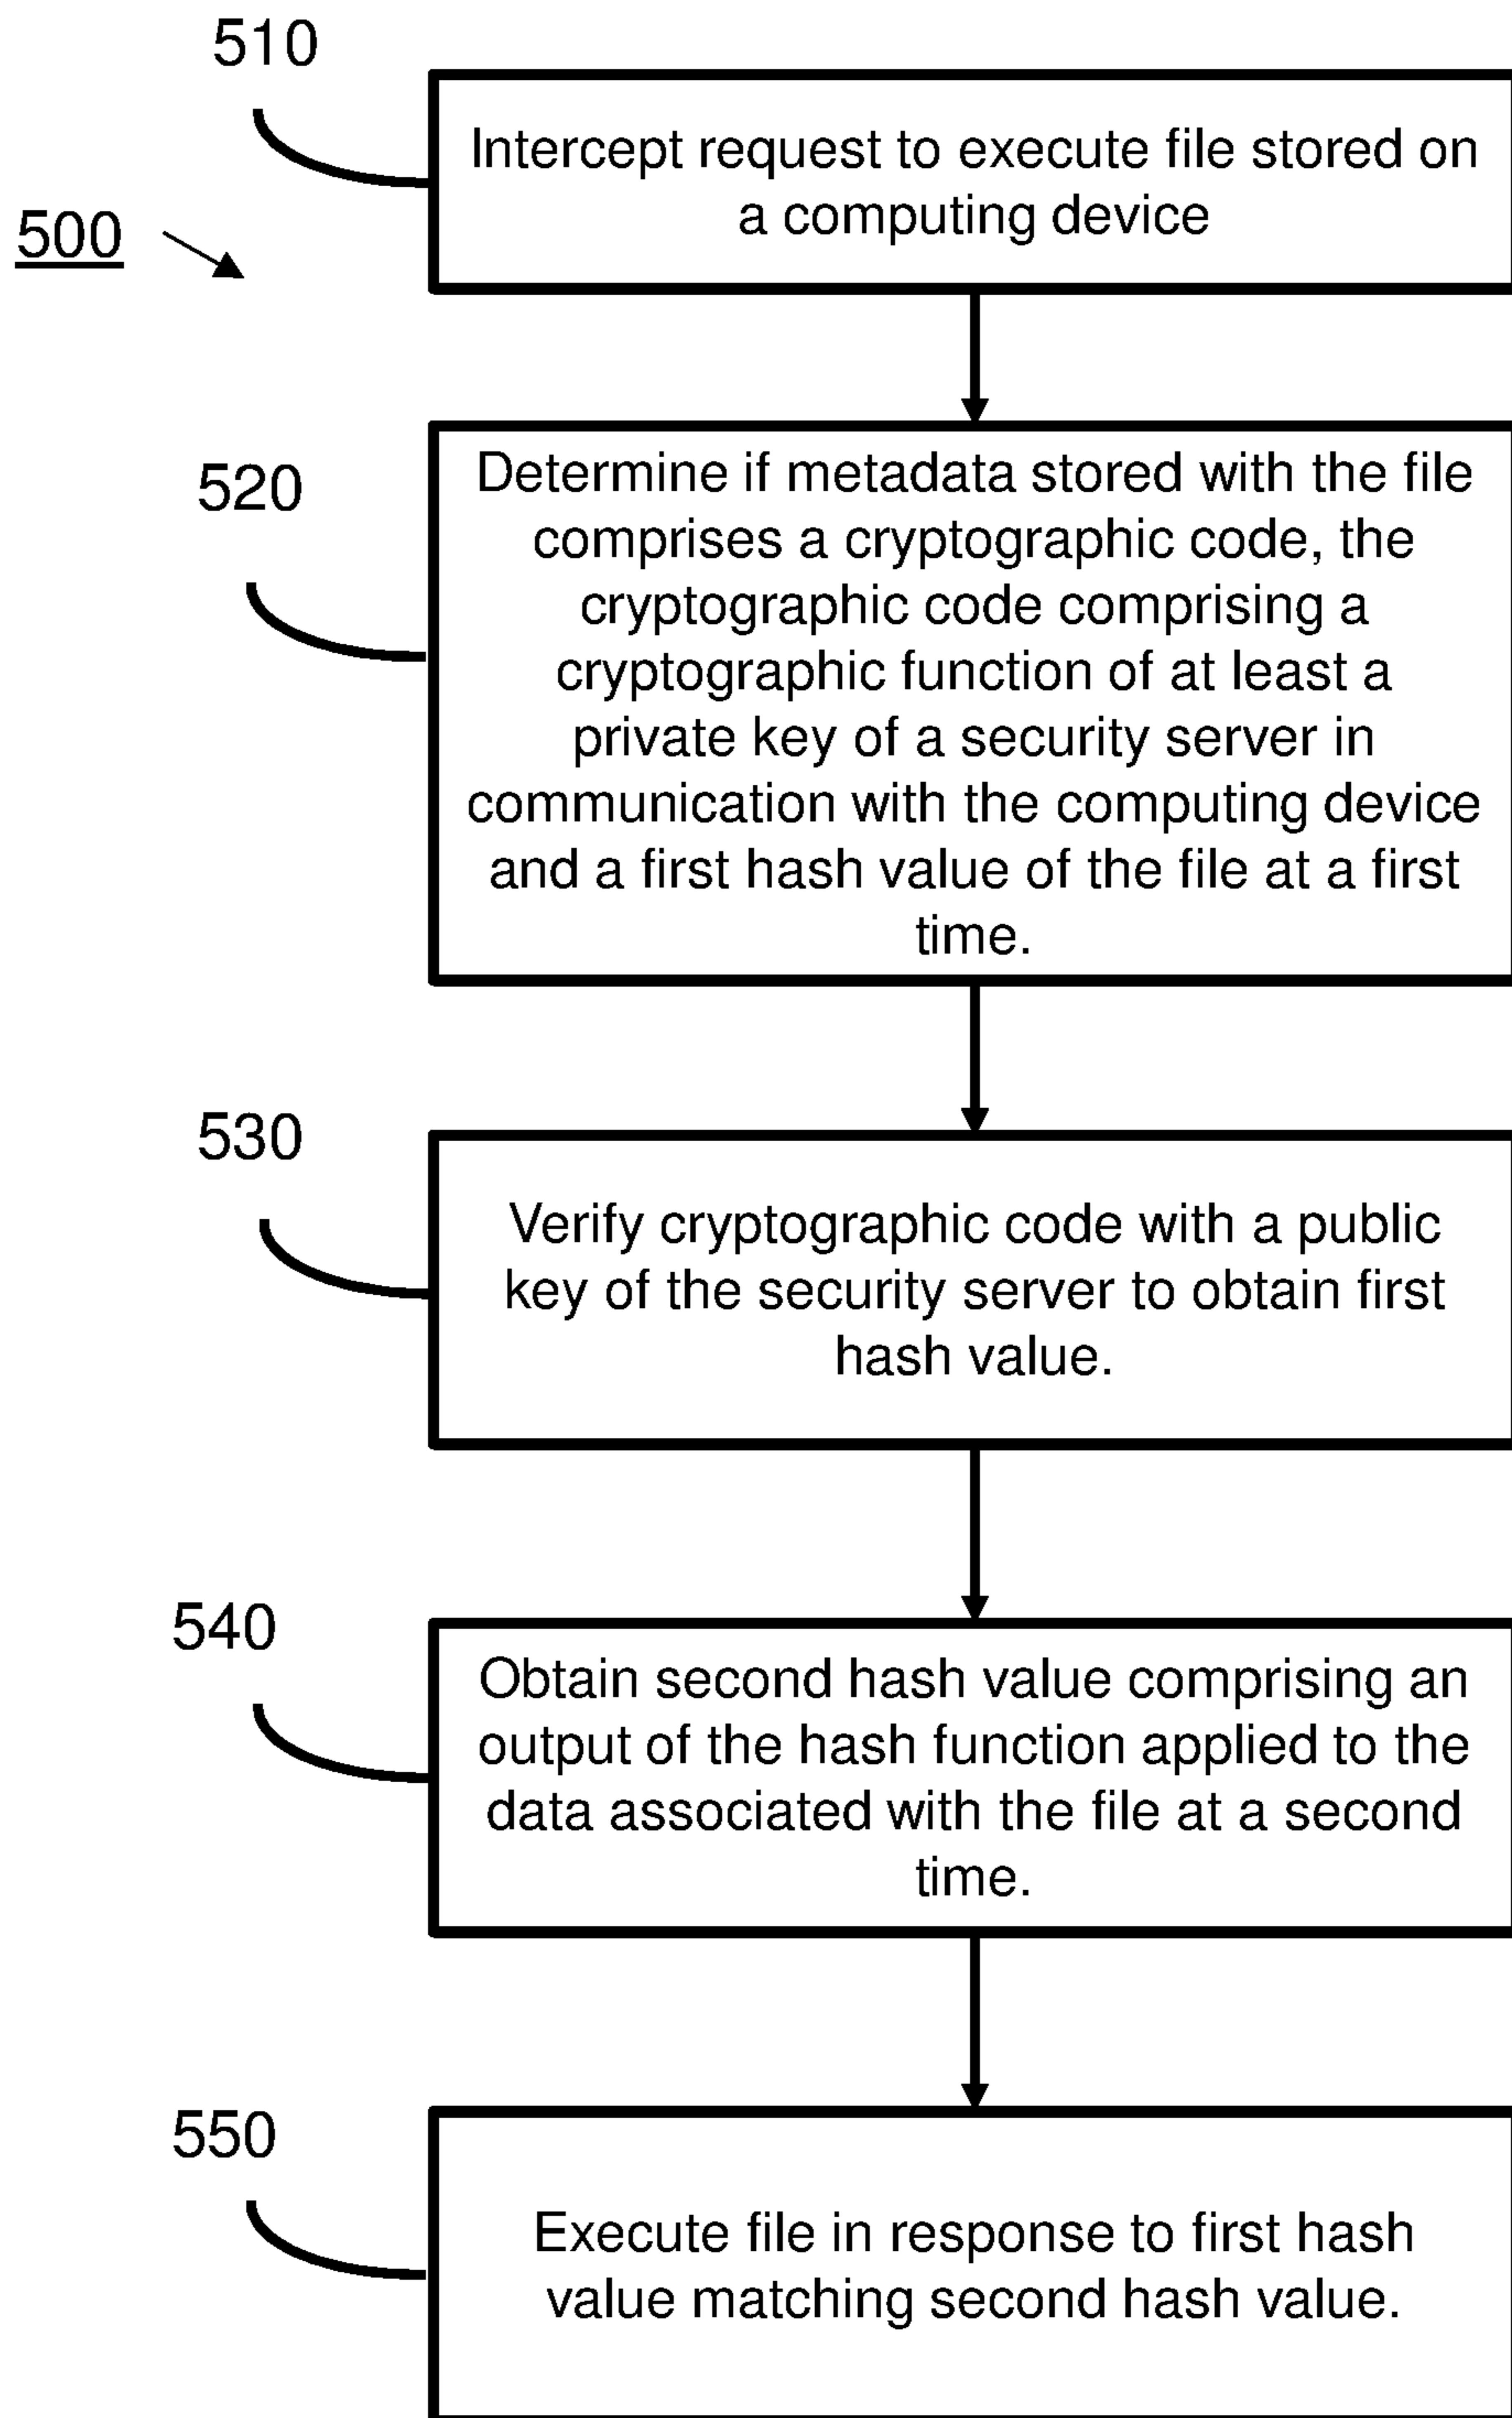 510
Intercept request to execute file stored on
a computing device
500
520
Determine if metadata stored with the file
comprises a cryptographic code, the
cryptographic code comprising a
cryptographic function of at least a
private key of a security server in
communication with the computing device
and a first hash value of the file at a first
time.
530
Verify cryptographic code with a public
key of the security server to obtain first
hash value.
540
Obtain second hash value comprising an
output of the hash function applied to the
data associated with the file at a second
time.
550
Execute file in response to first hash
value matching second hash value.